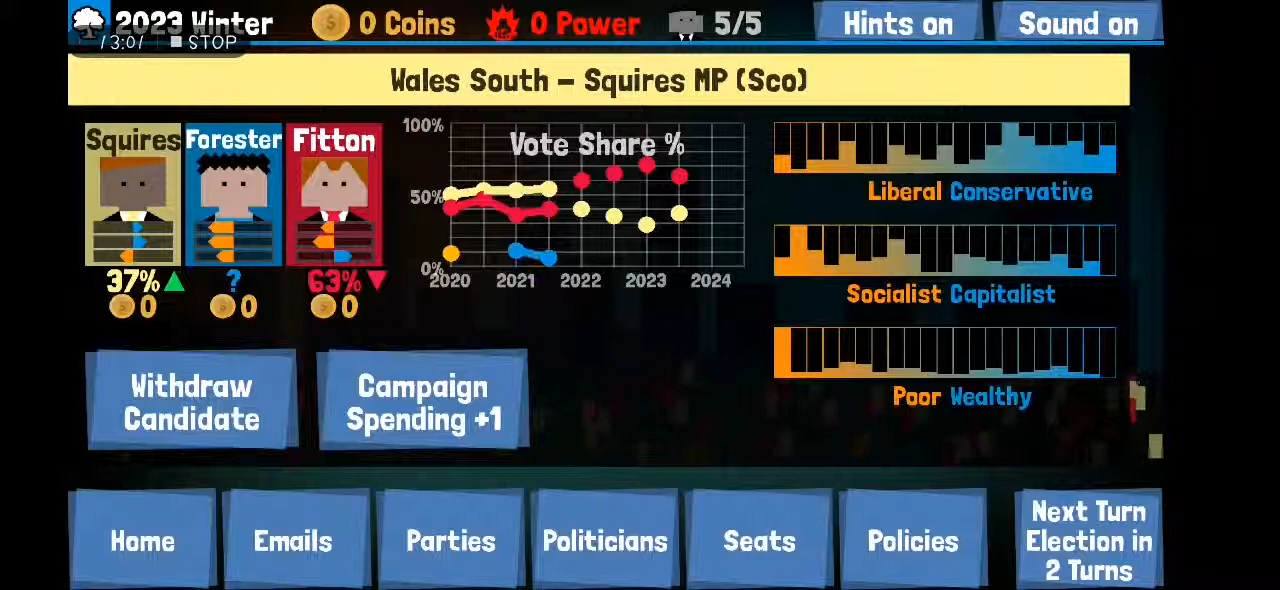 2023 Winter
0 Coins
0 Power
5/5
Hints on
Sound on
STOP
Wales South – Squires MP (Sco)
Squires
Forester
Fitton
37%
?
63%
0
0
0
Vote Share %
100%
50%
0%
2020
2021
2022
2023
2024
Liberal Conservative
Socialist Capitalist
Poor Wealthy
Withdraw
Candidate
Campaign
Spending +1
Home
Emails
Parties
Politicians
Seats
Policies
Next Turn
Election in
2 Turns